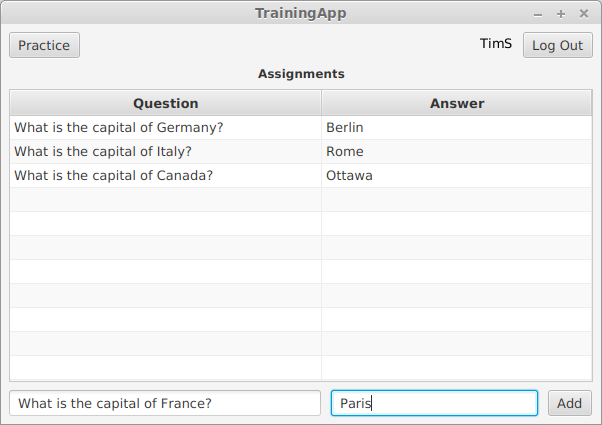 TrainingApp
Practice
TimS
Log Out
Assignments
Question Answer
What is the capital of Germany? Berlin
What is the capital of Italy? Rome
What is the capital of Canada? Ottawa
What is the capital of France? Paris Add